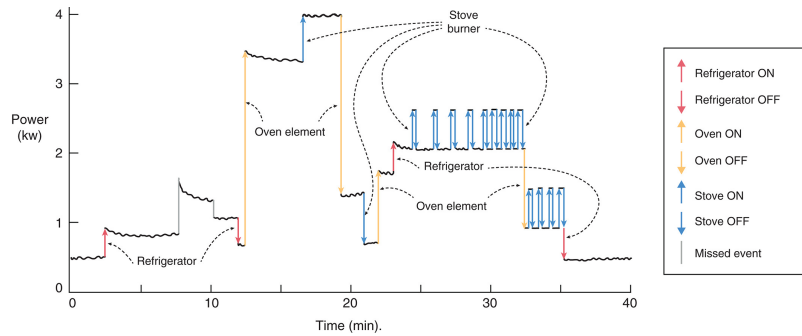 4
3
Power
(kw)
2
1
0
0
10
20
30
40
Time (min).
Stove
burner
Oven element
Refrigerator
Oven element
Refrigerator
Refrigerator ON
Refrigerator OFF
Oven ON
Oven OFF
Stove ON
Stove OFF
Missed event